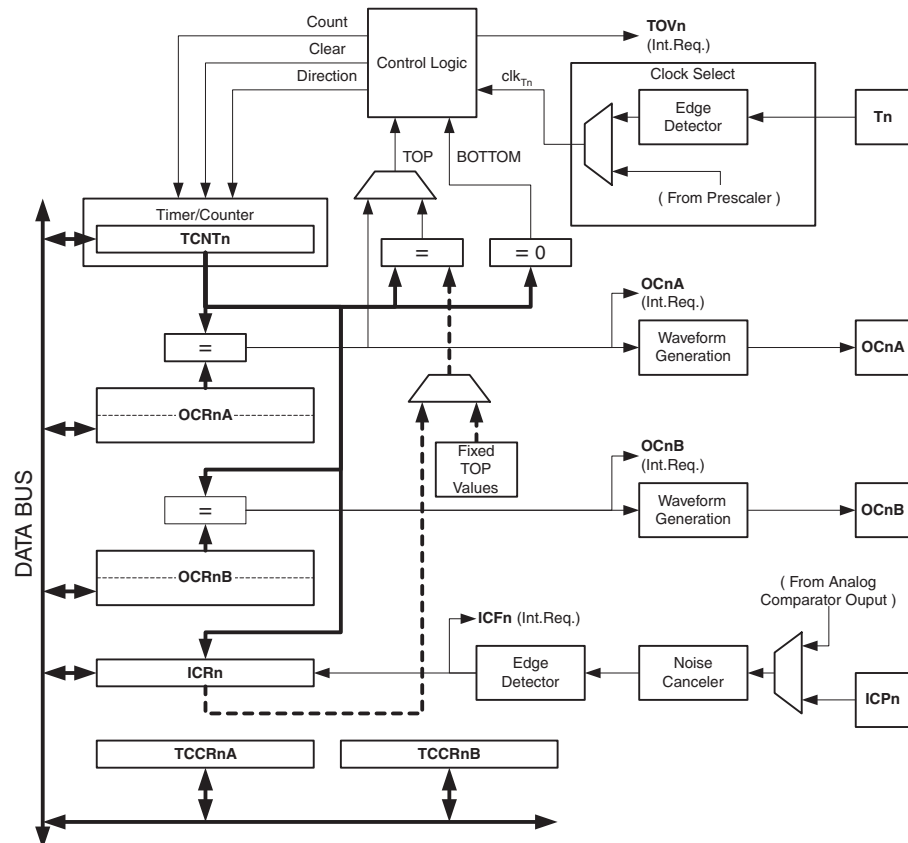 Count
Clear
Direction
Control Logic
TOVn
(Int.Req.)
clkTn
Clock Select
Edge
Detector
Tn
( From Prescaler )
TOP
BOTTOM
Timer/Counter
TCNTn
=
= 0
=
OCnA
(Int.Req.)
Waveform
Generation
OCnA
OCRnA
Fixed
TOP
Values
OCnB
(Int.Req.)
=
Waveform
Generation
OCnB
OCRnB
DATA BUS
( From Analog
Comparator Ouput )
ICFn (Int.Req.)
ICRn
Edge
Detector
Noise
Canceler
ICPn
TCCRnA
TCCRnB